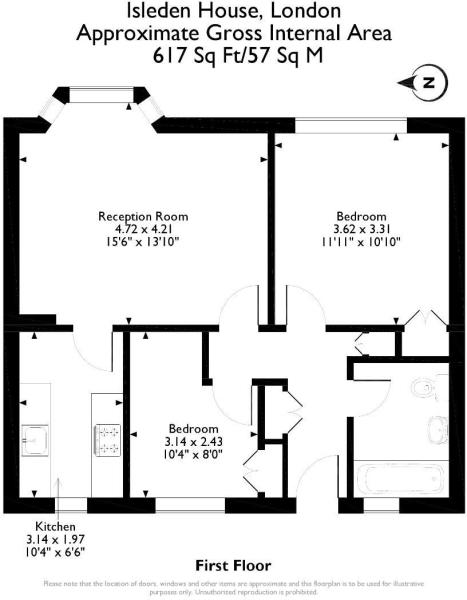 Isleden House, London
Approximate Gross Internal Area
617 Sq Ft/57 Sq M
N
Reception Room
4.72 x 4.21
15'6" x 13'10"
Bedroom
3.62 x 3.31
11'11" x 10'10"
Bedroom
3.14 x 2.43
10'4" x 8'0"
Kitchen
3.14 x 1.97
10'4" x 6'6"
First Floor
Please note that the location of doors, windows and other items are approximate and this floorplan is to be used for illustrative
purposes only. Unauthorized reproduction is prohibited.